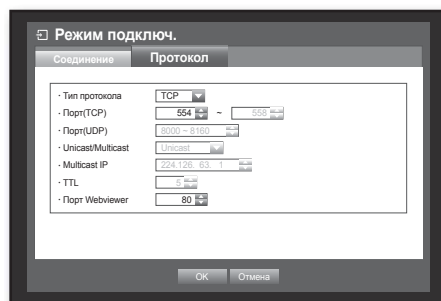 Режим подключ.
Соединение Протокол
· Тип протокола TCP
· Порт(TCP) 554 ~ 558
· Порт(UDP) 8000 ~ 8160
· Unicast/Multicast Unicast
· Multicast IP 224.126. 63. 1
· TTL 5
· Порт Webviewer 80
OK Отмена